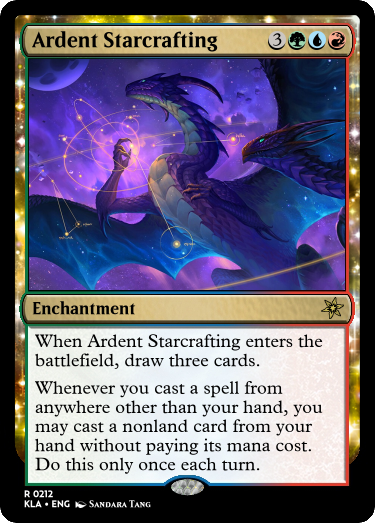 Ardent Starcrafting 3
Enchantment
When Ardent Starcrafting enters the
battlefield, draw three cards.
Whenever you cast a spell from
anywhere other than your hand, you
may cast a nonland card from your
hand without paying its mana cost.
Do this only once each turn.
R 0212
KLA • ENG SANDARA TANG